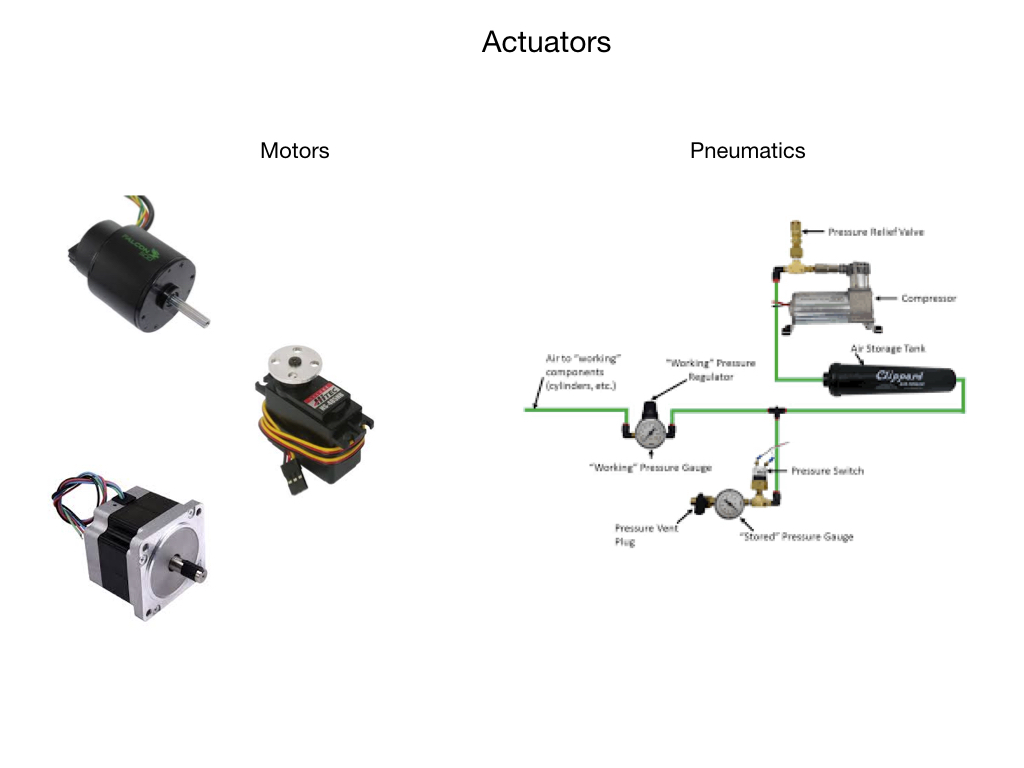 Actuators
Motors
Pneumatics
FALCON
500
HITEC
Pressure Relief Valve
Compressor
Air Storage Tank
Clippard
Air to "working"
components
(cylinders, etc.)
"Working" Pressure
Regulator
"Working" Pressure Gauge
Pressure Switch
Pressure Vent
Plug
"Stored" Pressure Gauge